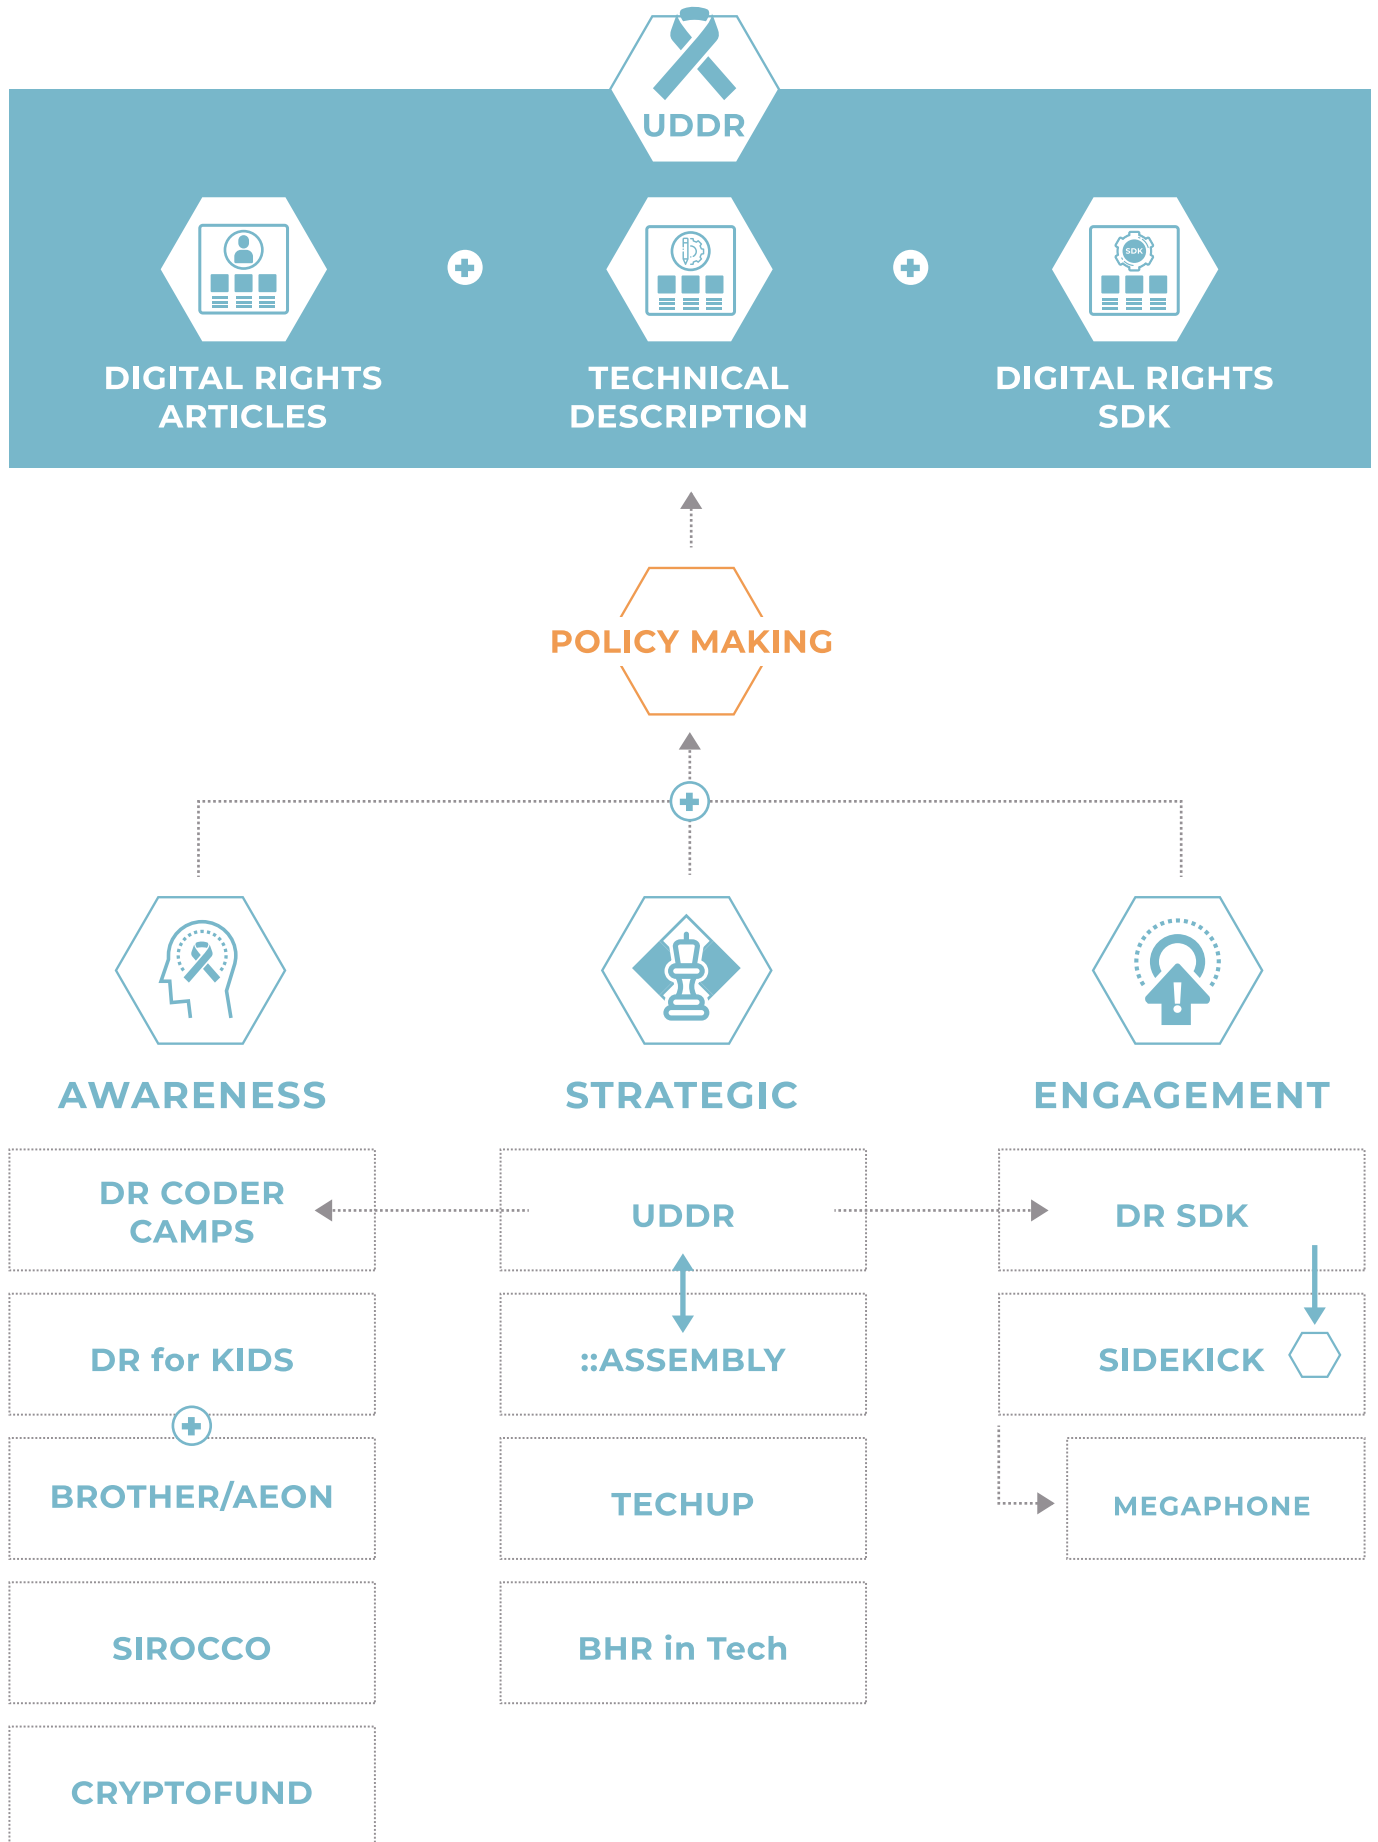 UDDR
SDK
DIGITAL RIGHTS
ARTICLES
TECHNICAL
DESCRIPTION
DIGITAL RIGHTS
SDK
POLICY MAKING
AWARENESS
STRATEGIC
ENGAGEMENT
DR CODER
CAMPS
UDDR
DR SDK
DR for KIDS
::ASSEMBLY
SIDEKICK
BROTHER/AEON
TECHUP
MEGAPHONE
SIROCCO
BHR in Tech
CRYPTOFUND